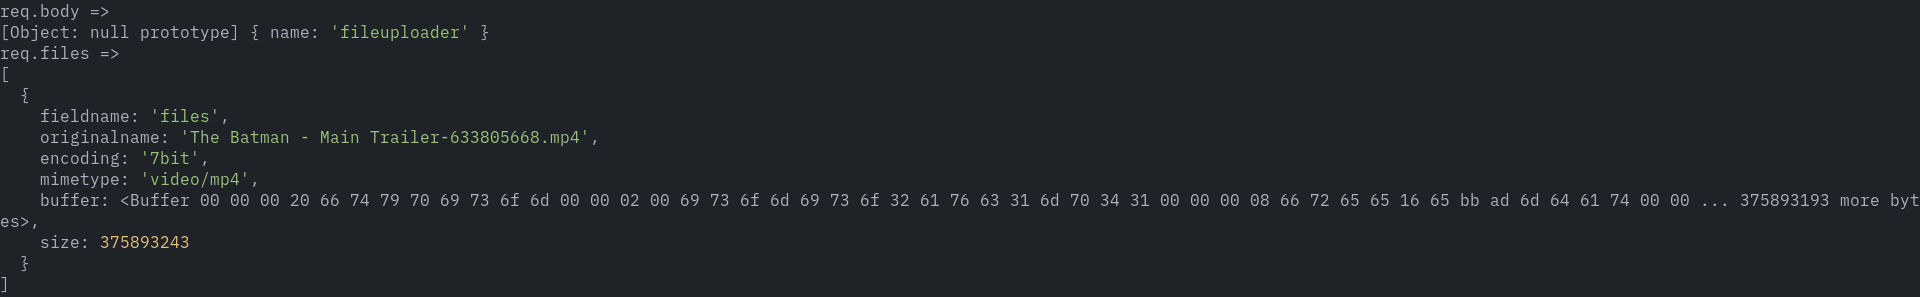 req.body =>
[Object: null prototype] { name: 'fileuploader' }
req.files =>
[
  {
    fieldname: 'files',
    originalname: 'The Batman - Main Trailer-633805668.mp4',
    encoding: '7bit',
    mimetype: 'video/mp4',
    buffer: <Buffer 00 00 00 20 66 74 79 70 69 73 6f 6d 00 00 02 00 69 73 6f 6d 69 73 6f 32 61 76 63 31 6d 70 34 31 00 00 00 08 66 72 65 65 16 65 bb ad 6d 64 61 74 00 00 ... 375893193 more byt
es>,
    size: 375893243
  }
]